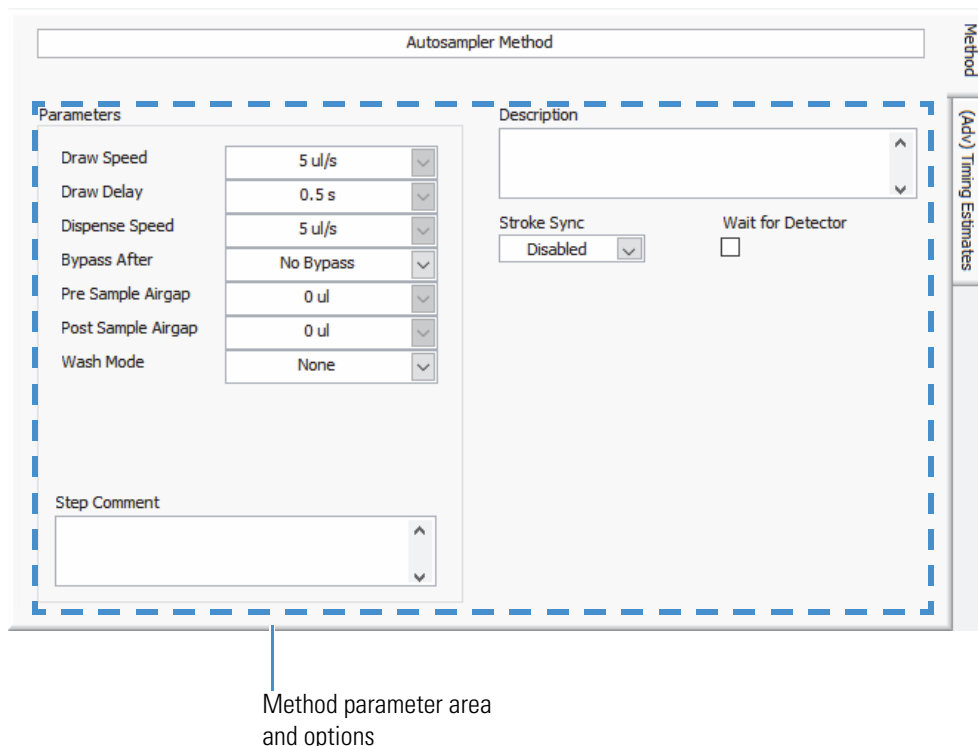 Autosampler Method
Method
(Adv) Timing Estimates
Parameters
Draw Speed 5 ul/s
Draw Delay 0.5 s
Dispense Speed 5 ul/s
Bypass After No Bypass
Pre Sample Airgap 0 ul
Post Sample Airgap 0 ul
Wash Mode None
Step Comment
Description
Stroke Sync Wait for Detector
Disabled
Method parameter area
and options